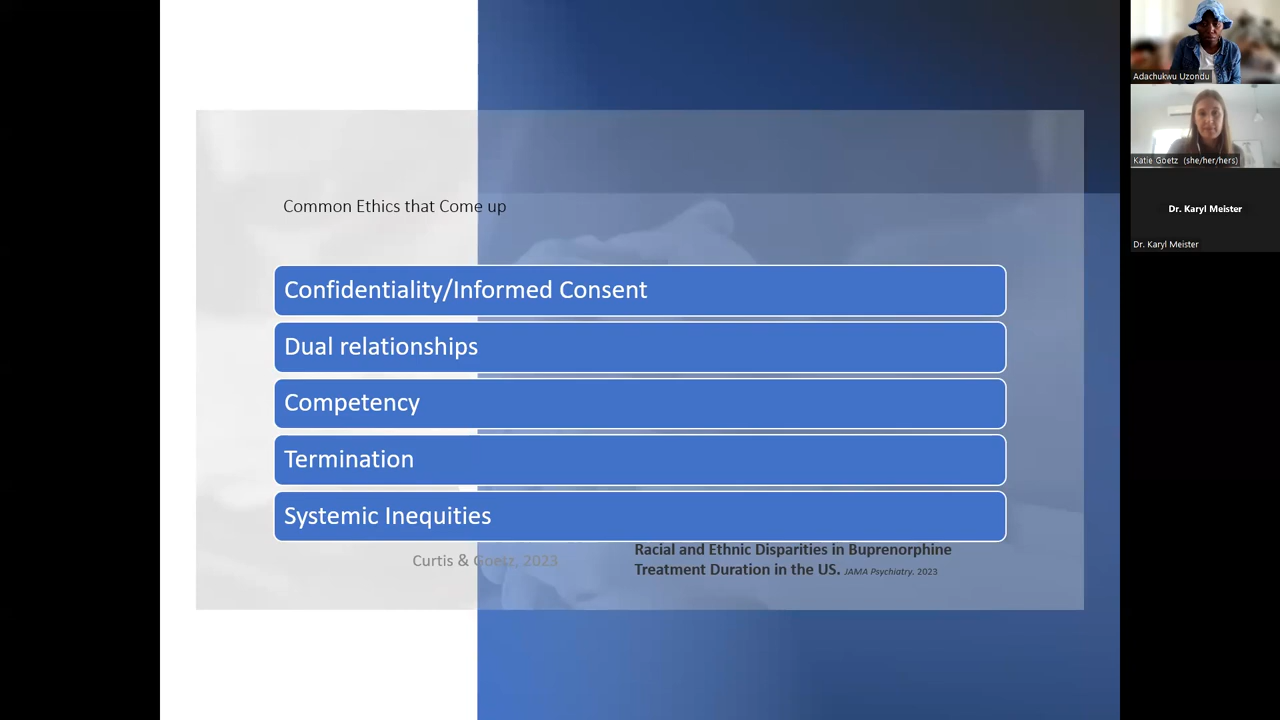 Common Ethics that Come up
Confidentiality/Informed Consent
Dual relationships
Competency
Termination
Systemic Inequities
Curtis & Goetz, 2023
Racial and Ethnic Disparities in Buprenorphine
Treatment Duration in the US. JAMA Psychiatry. 2023
Adachukwu Uzondu
Katie Goetz (she/her/hers)
Dr. Karyl Meister
Dr. Karyl Meister